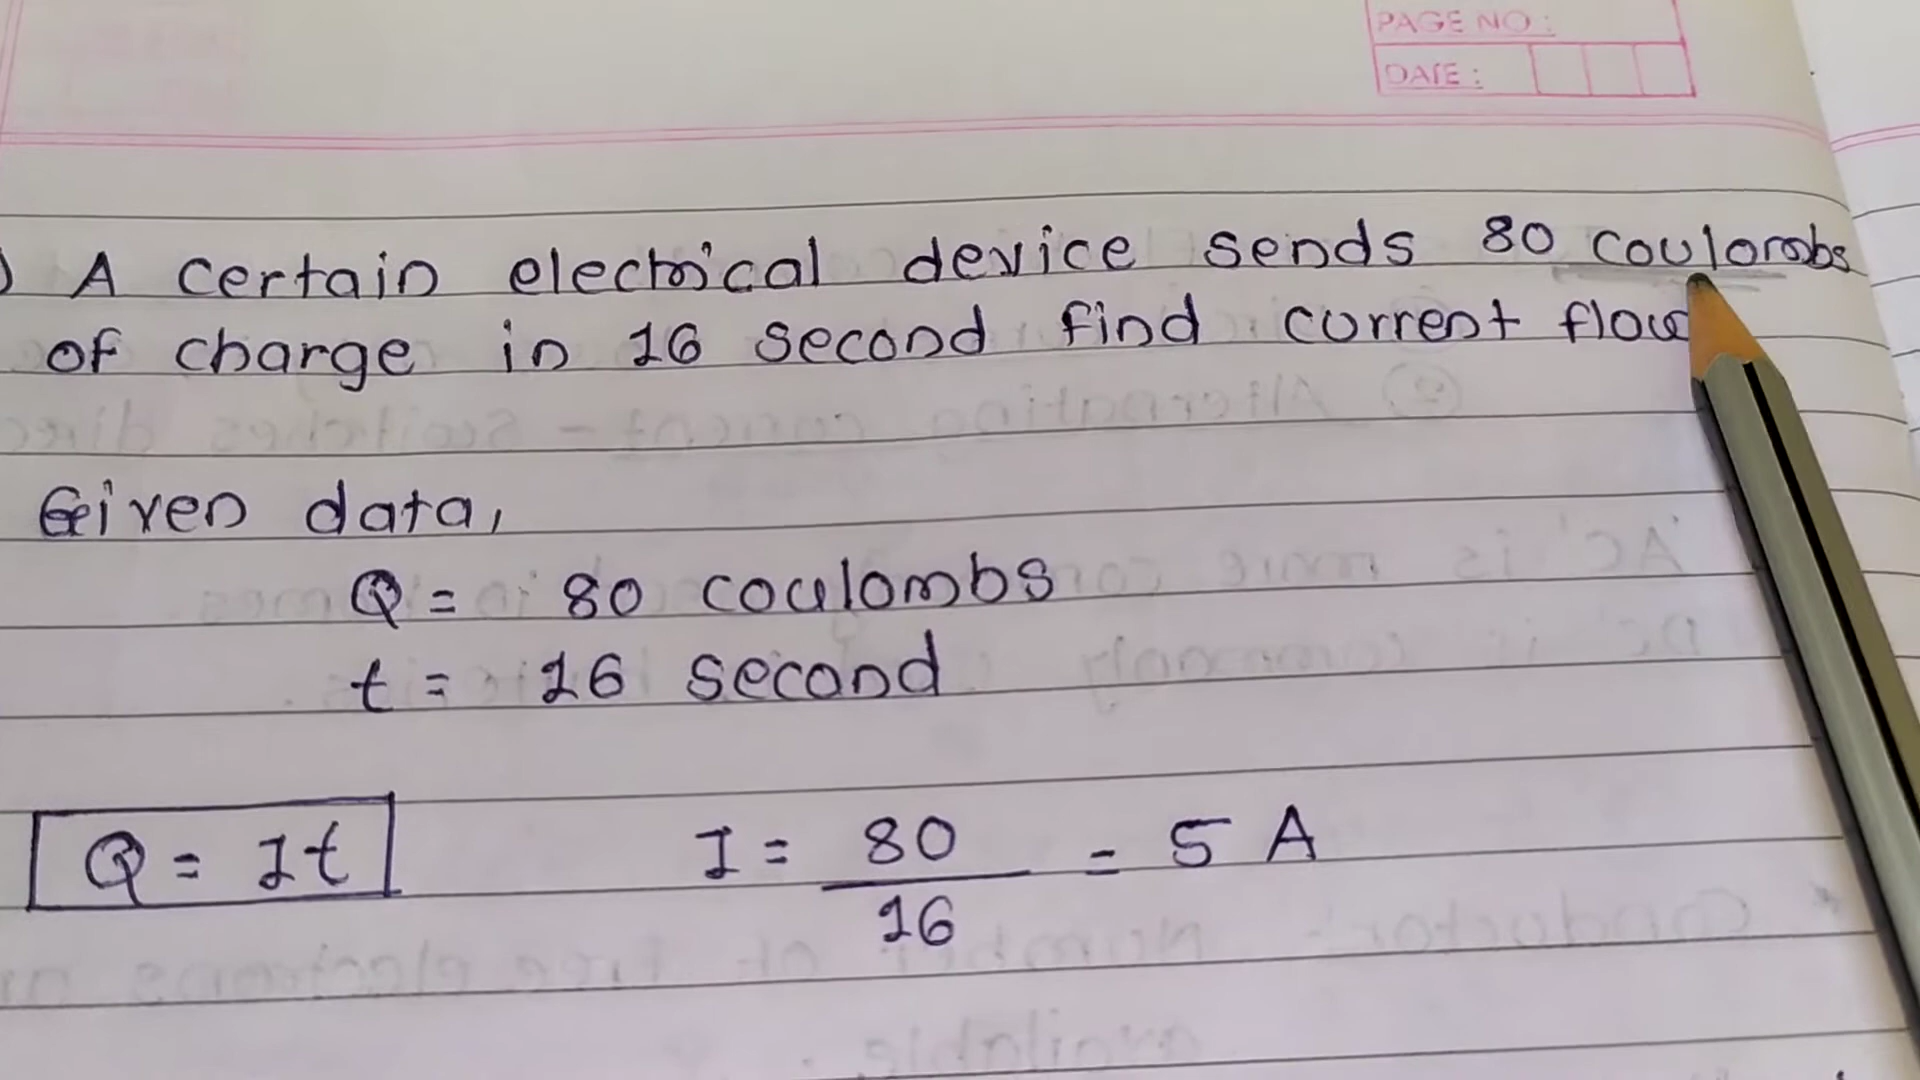 PAGE NO :
DATE :
) A certain electrical device sends 80 coulombs
of charge in 16 second find current flow
Given data,
Q = 80 coulombs
t = 16 second
Q = It
I = 80
16
= 5 A